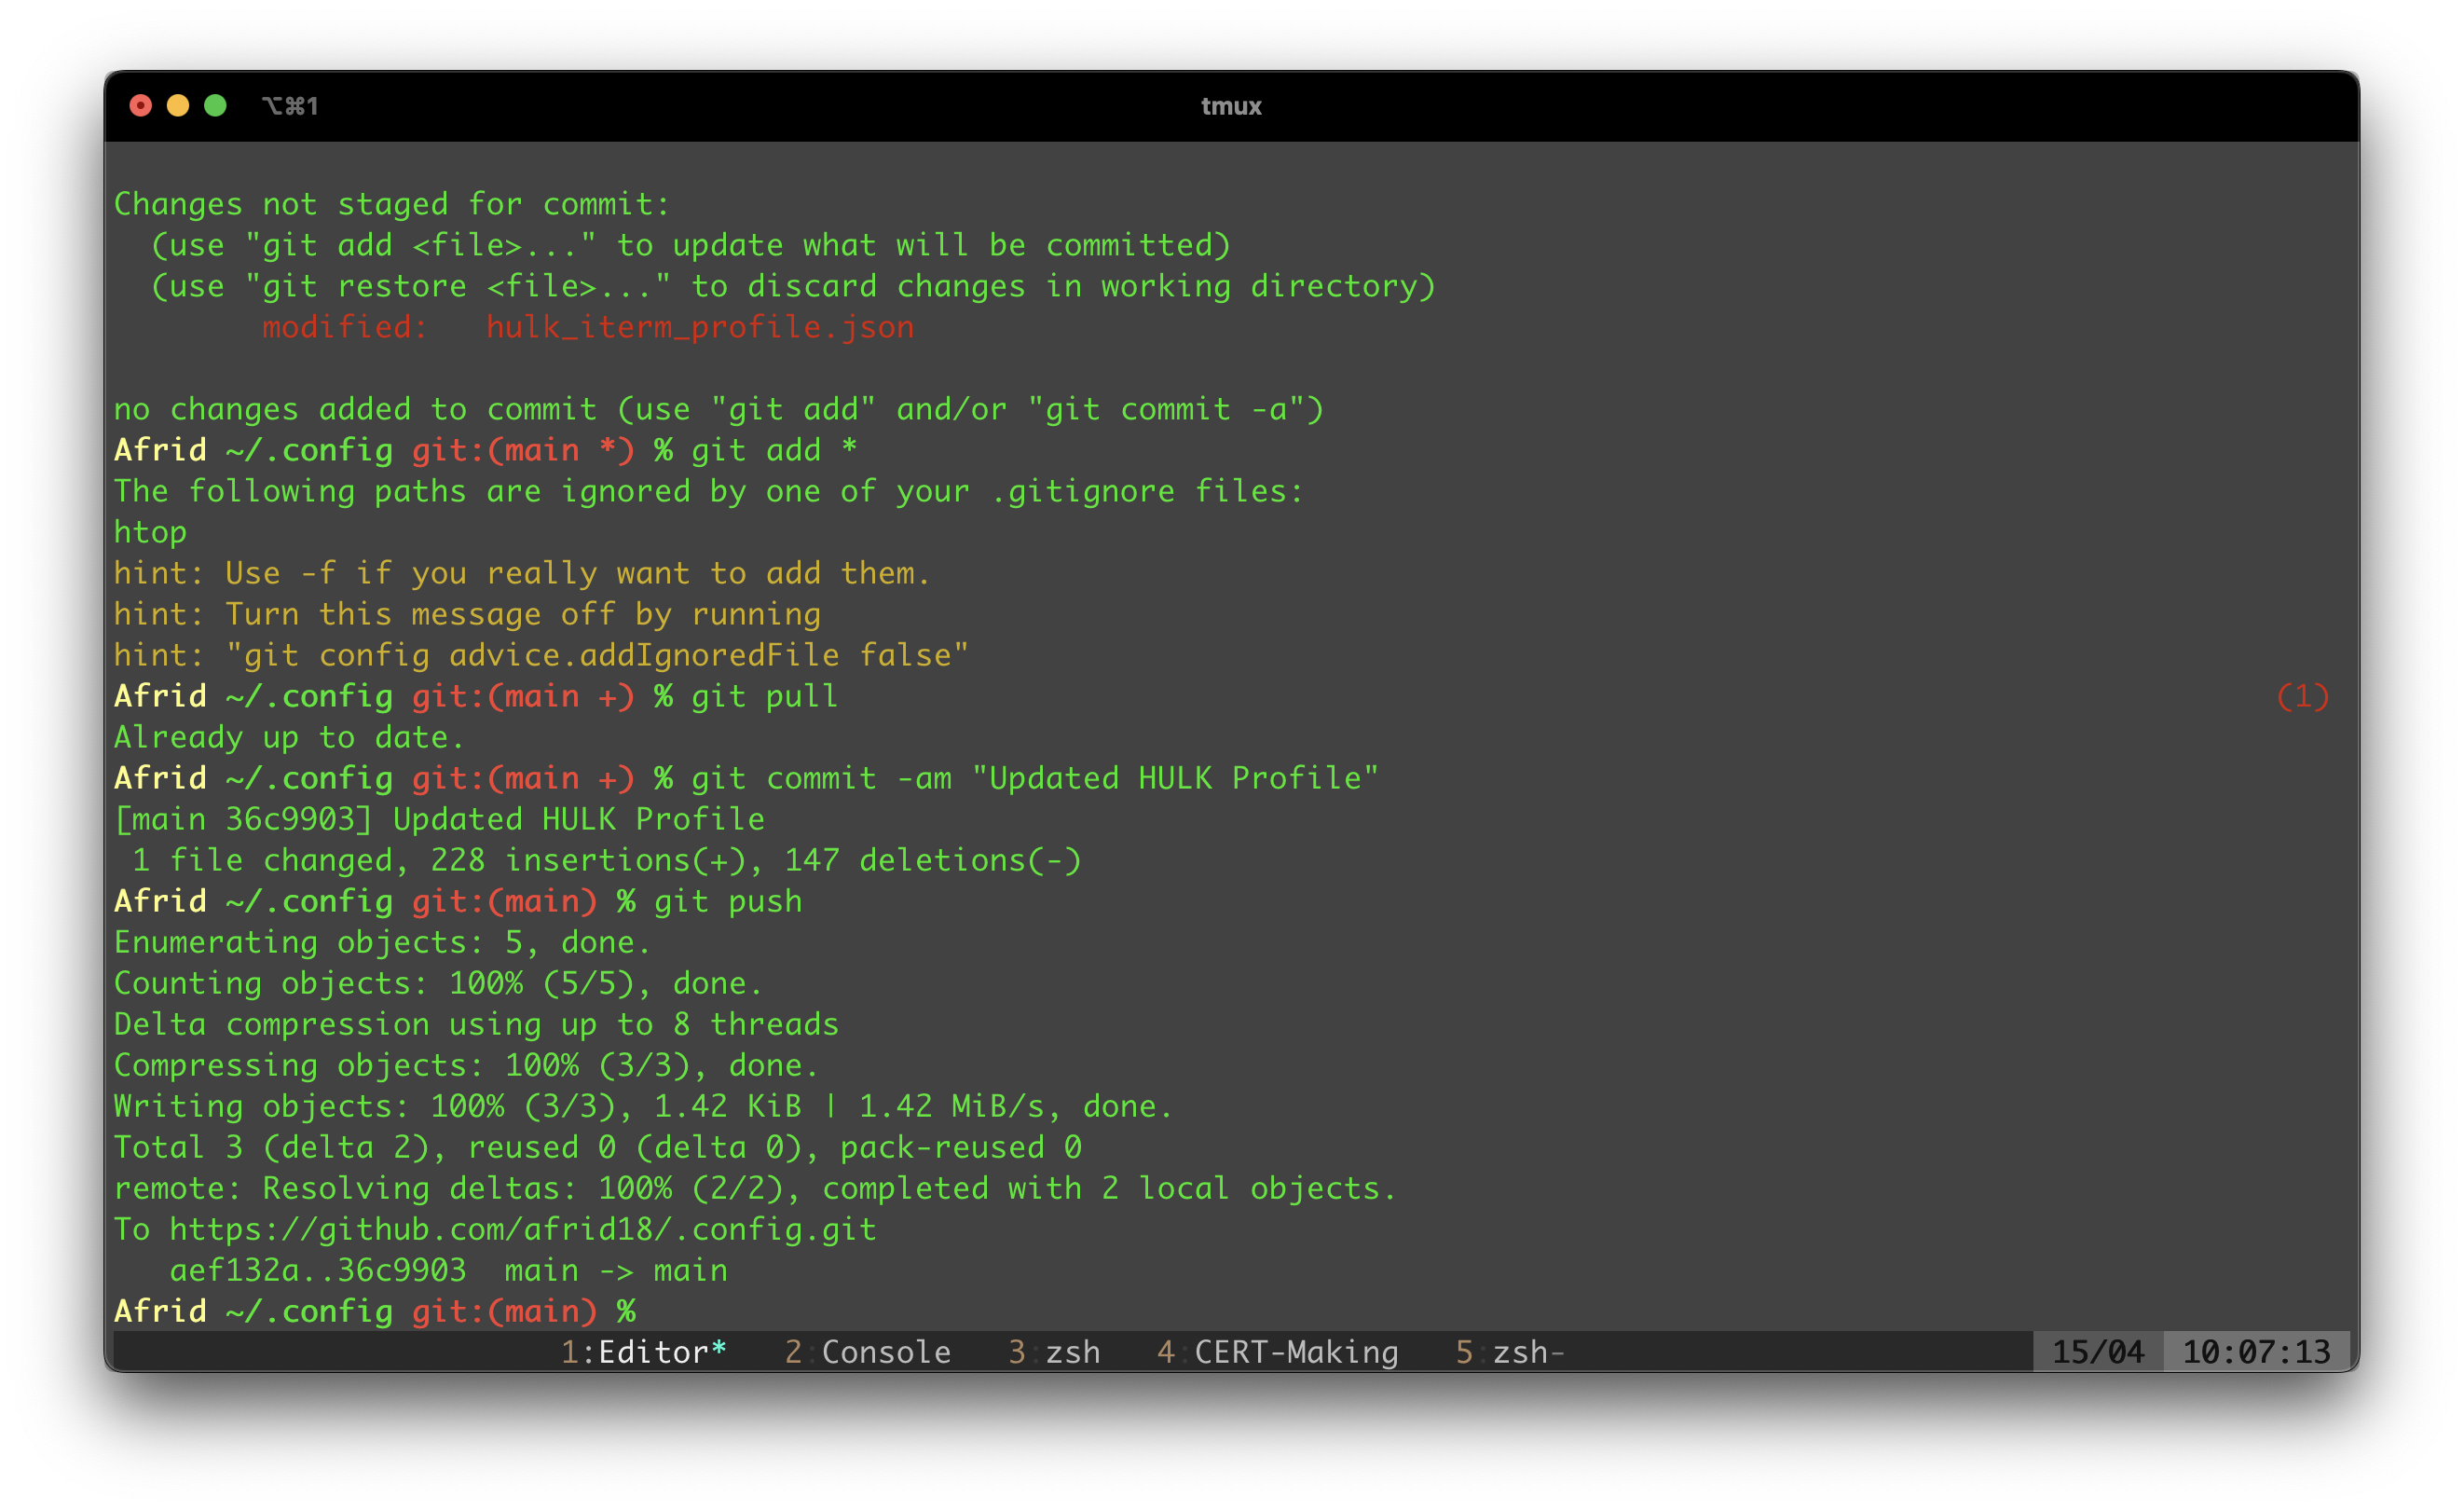 ⌥⌘1 tmux
Changes not staged for commit:
  (use "git add <file>..." to update what will be committed)
  (use "git restore <file>..." to discard changes in working directory)
        modified:   hulk_iterm_profile.json

no changes added to commit (use "git add" and/or "git commit -a")
Afrid ~/.config git:(main *) % git add *
The following paths are ignored by one of your .gitignore files:
htop
hint: Use -f if you really want to add them.
hint: Turn this message off by running
hint: "git config advice.addIgnoredFile false"
Afrid ~/.config git:(main +) % git pull (1)
Already up to date.
Afrid ~/.config git:(main +) % git commit -am "Updated HULK Profile"
[main 36c9903] Updated HULK Profile
 1 file changed, 228 insertions(+), 147 deletions(-)
Afrid ~/.config git:(main) % git push
Enumerating objects: 5, done.
Counting objects: 100% (5/5), done.
Delta compression using up to 8 threads
Compressing objects: 100% (3/3), done.
Writing objects: 100% (3/3), 1.42 KiB | 1.42 MiB/s, done.
Total 3 (delta 2), reused 0 (delta 0), pack-reused 0
remote: Resolving deltas: 100% (2/2), completed with 2 local objects.
To https://github.com/afrid18/.config.git
   aef132a..36c9903  main -> main
Afrid ~/.config git:(main) %
1:Editor* 2:Console 3:zsh 4:CERT-Making 5:zsh- 15/04 10:07:13